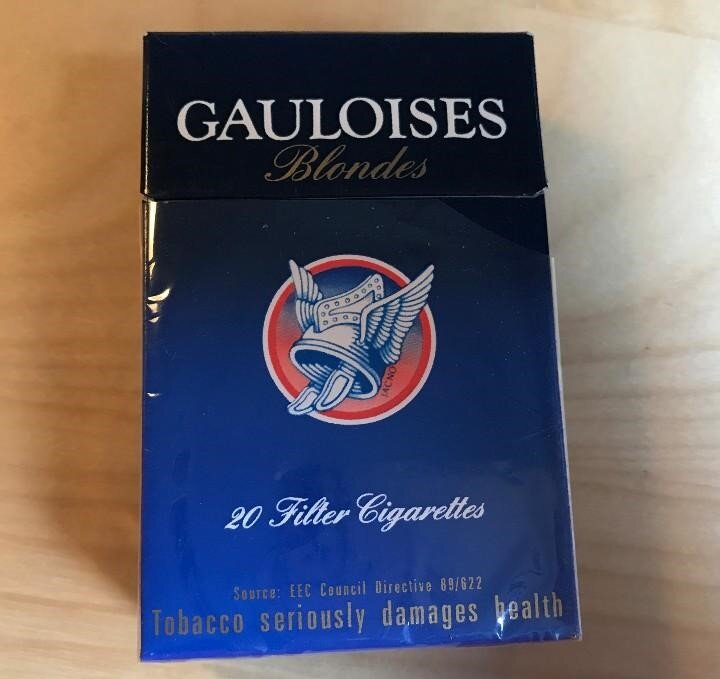 GAULOISES
Blondes
JACNO
20 Filter Cigarettes
Source: EEC Council Directive 89/622
Tobacco seriously damages health